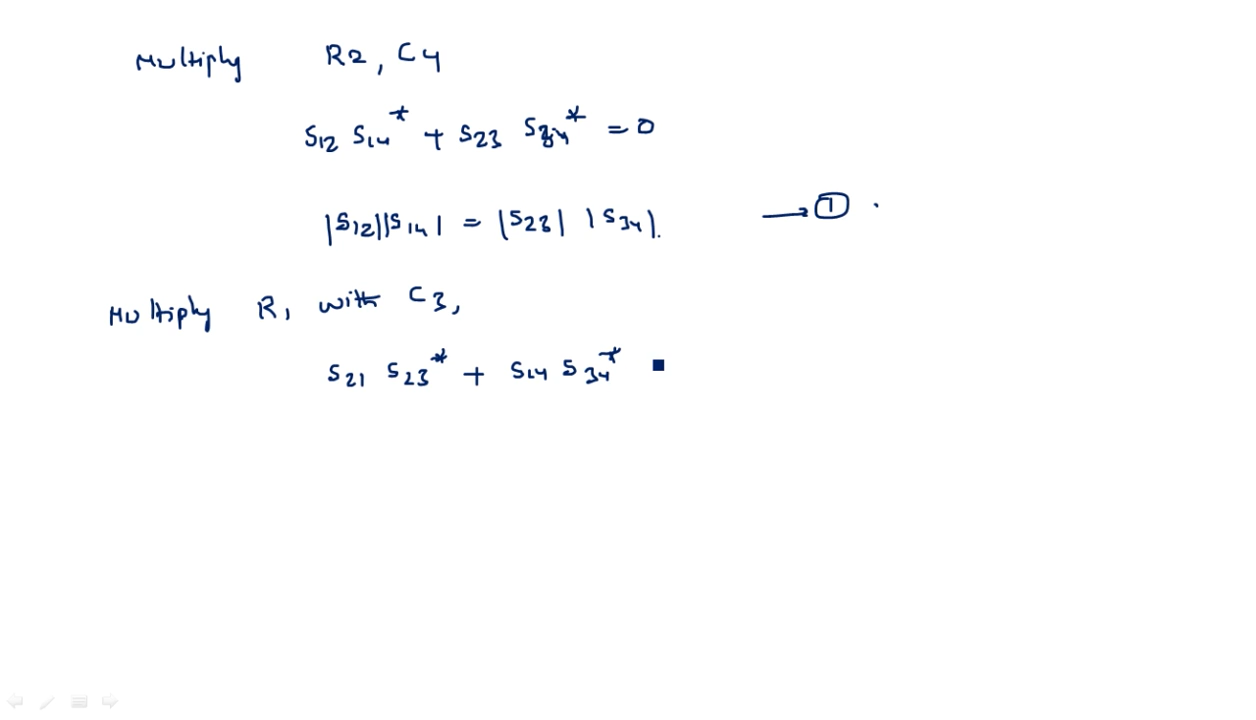 Multiply R2, C4
S12 S14* + S23 S34* = 0
|S12||S14| = |S23| |S34|. → ① .
Multiply R1 with C3,
S21 S23* + S14 S34*